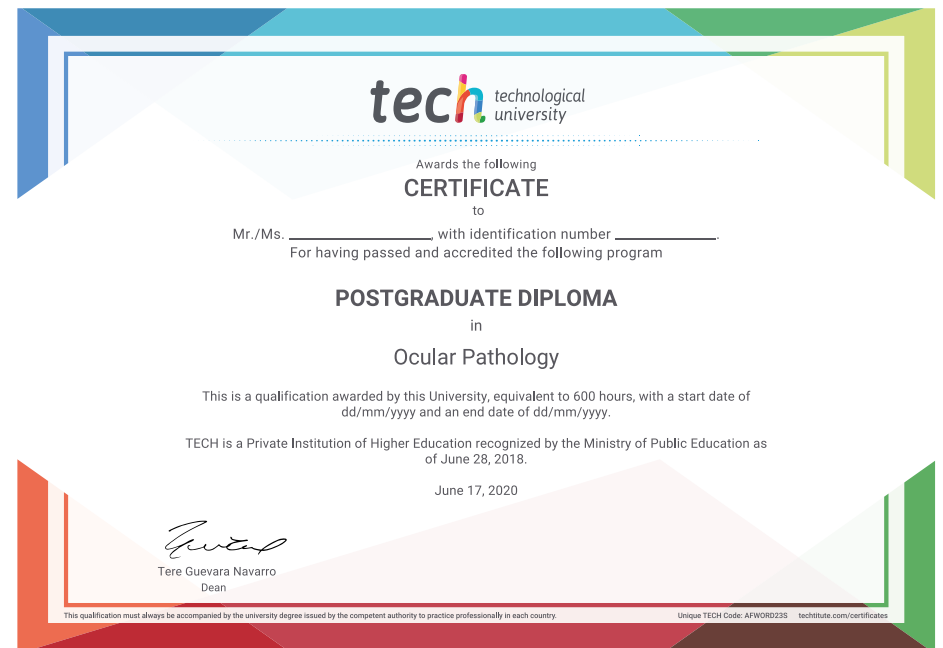 tech technological
university
Awards the following
CERTIFICATE
to
Mr./Ms. ____________________, with identification number ______________.
For having passed and accredited the following program
POSTGRADUATE DIPLOMA
in
Ocular Pathology
This is a qualification awarded by this University, equivalent to 600 hours, with a start date of
dd/mm/yyyy and an end date of dd/mm/yyyy.
TECH is a Private Institution of Higher Education recognized by the Ministry of Public Education as
of June 28, 2018.
June 17, 2020
Tere Guevara Navarro
Dean
This qualification must always be accompanied by the university degree issued by the competent authority to practice professionally in each country. Unique TECH Code: AFWORD23S techtitute.com/certificates